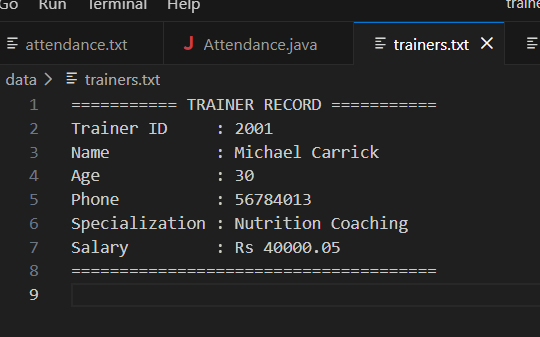 Go Run Terminal Help
attendance.txt Attendance.java trainers.txt
data > trainers.txt
1 =========== TRAINER RECORD ===========
2 Trainer ID     : 2001
3 Name           : Michael Carrick
4 Age            : 30
5 Phone          : 56784013
6 Specialization : Nutrition Coaching
7 Salary         : Rs 40000.05
8 ======================================
9